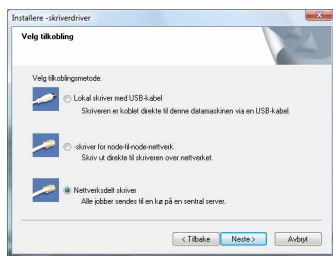 Installere -skriverdriver
Velg tilkobling
Velg tilkoblingsmetode.
Lokal skriver med USB-kabel
Skriveren er koblet direkte til denne datamaskinen via en USB-kabel.
-skriver for node-til-node-nettverk
Skriv ut direkte til skriveren over nettverket.
Nettverksdelt skriver
Alle jobber sendes til en kø på en sentral server.
< Tilbake
Neste >
Avbryt